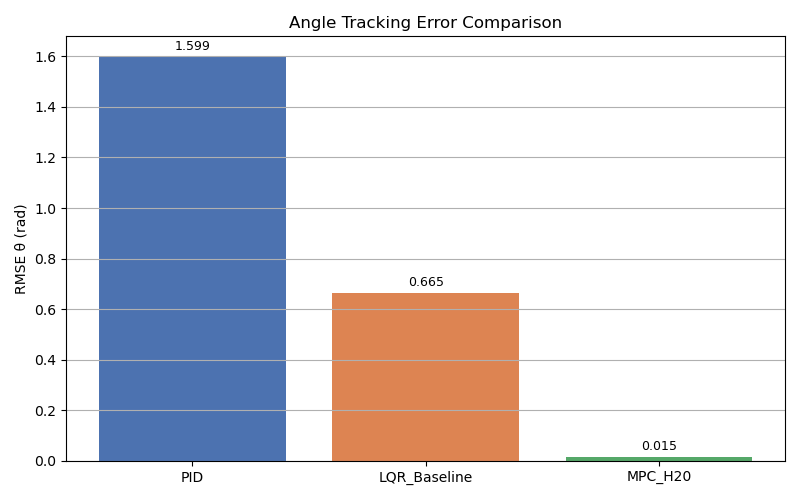 Angle Tracking Error Comparison
RMSE θ (rad)
1.6
1.4
1.2
1.0
0.8
0.6
0.4
0.2
0.0
1.599
0.665
0.015
PID
LQR_Baseline
MPC_H20